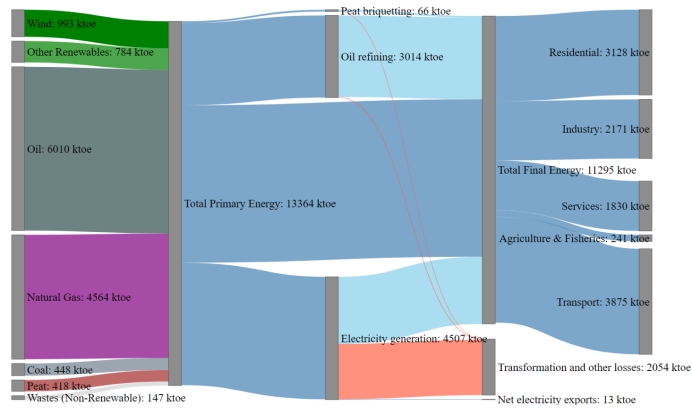 Wind: 993 ktoe
Other Renewables: 784 ktoe
Oil: 6010 ktoe
Natural Gas: 4564 ktoe
Coal: 448 ktoe
Peat: 418 ktoe
Wastes (Non-Renewable): 147 ktoe
Total Primary Energy: 13364 ktoe
Peat briquetting: 66 ktoe
Oil refining: 3014 ktoe
Electricity generation: 4507 ktoe
Total Final Energy: 11295 ktoe
Transformation and other losses: 2054 ktoe
Net electricity exports: 13 ktoe
Residential: 3128 ktoe
Industry: 2171 ktoe
Services: 1830 ktoe
Agriculture & Fisheries: 241 ktoe
Transport: 3875 ktoe